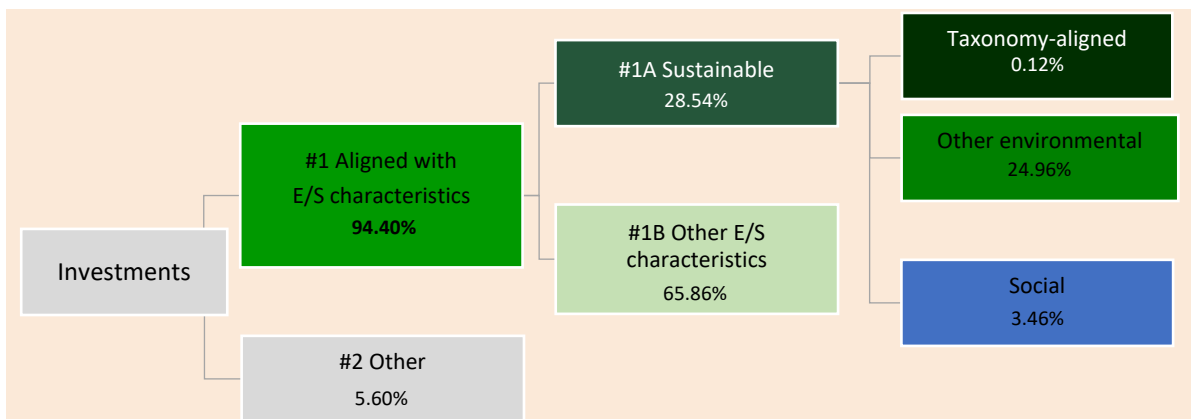 Investments
#1 Aligned with
E/S characteristics
94.40%
#2 Other
5.60%
#1A Sustainable
28.54%
#1B Other E/S
characteristics
65.86%
Taxonomy-aligned
0.12%
Other environmental
24.96%
Social
3.46%